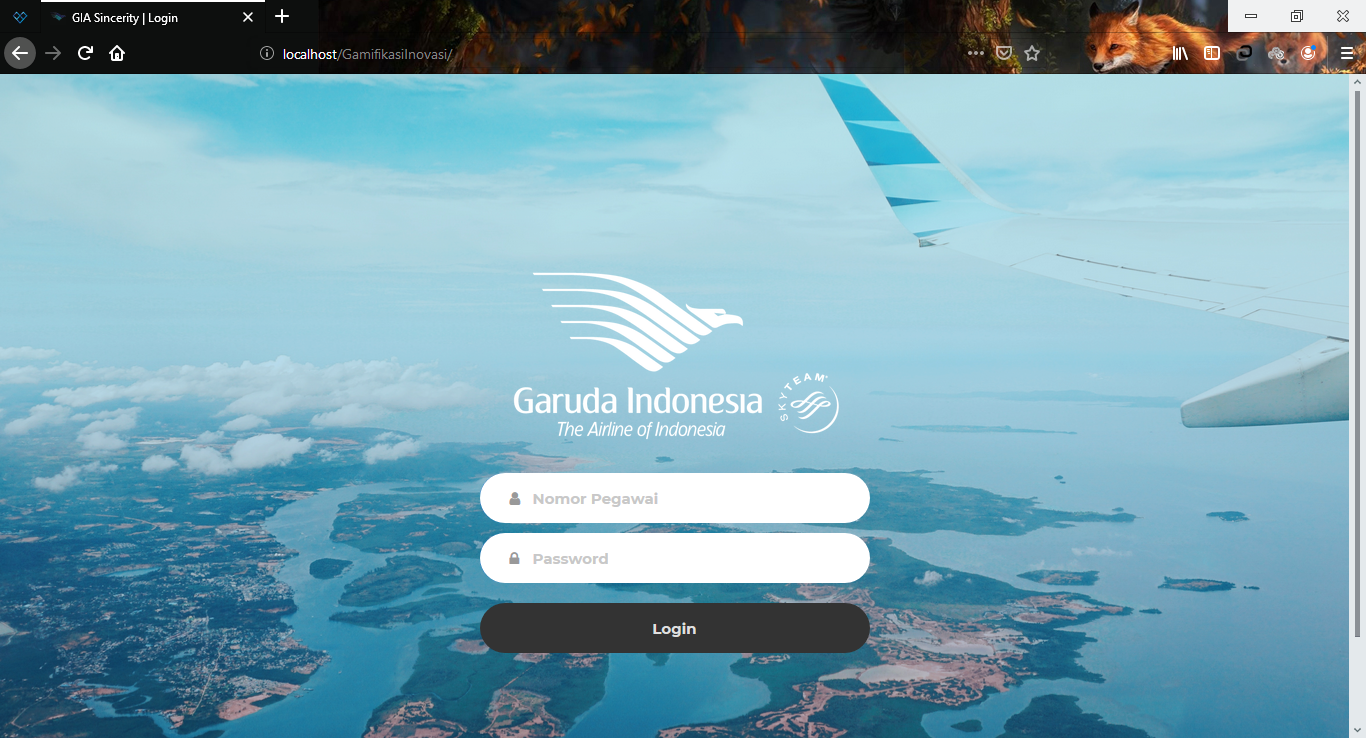 GIA Sincerity | Login
localhost/GamifikasiInovasi/
Garuda Indonesia
SKYTEAM
The Airline of Indonesia
Nomor Pegawai
Password
Login